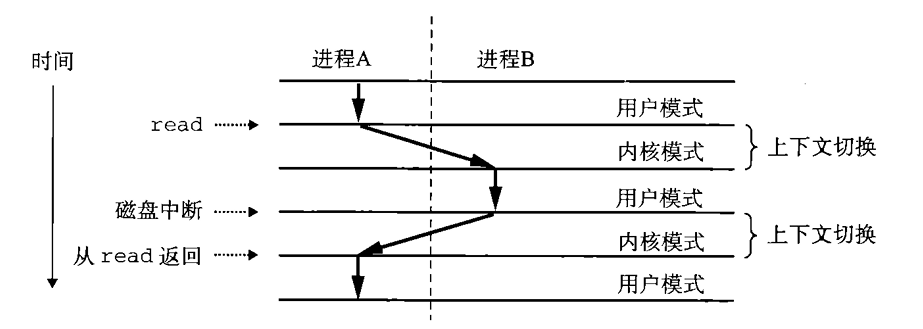 时间
进程A
进程B
用户模式
read
内核模式
上下文切换
用户模式
磁盘中断
内核模式
上下文切换
从 read 返回
用户模式